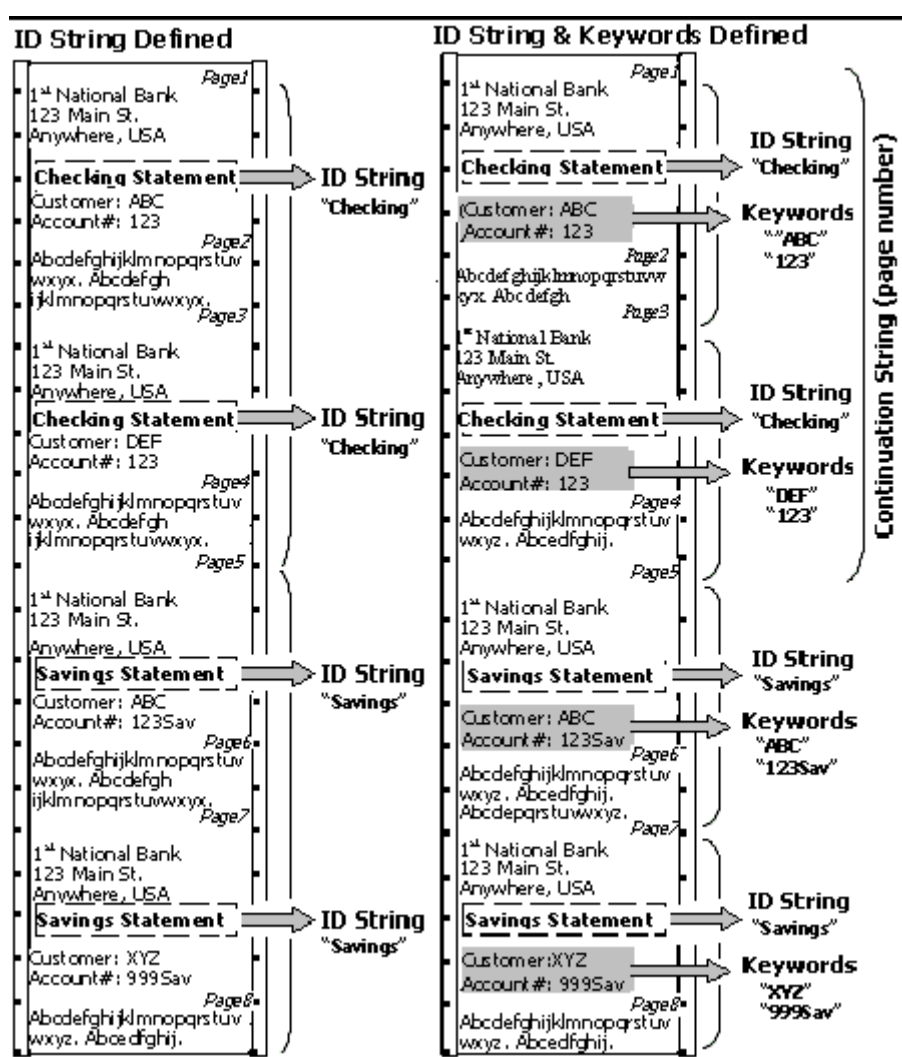 ID String Defined
Page1
1st National Bank
123 Main St.
Anywhere, USA
Checking Statement
ID String
"Checking"
Customer: ABC
Account#: 123
Page2
Abcdefghijklmnopqrstuv
wxyx. Abcdefgh
ijklmnopqrstuvwxyx.
Page3
1st National Bank
123 Main St.
Anywhere, USA
Checking Statement
ID String
"Checking"
Customer: DEF
Account#: 123
Page4
Abcdefghijklmnopqrstuv
wxyx. Abcdefgh
ijklmnopqrstuvwxyx.
Page5
1st National Bank
123 Main St.
Anywhere, USA
Savings Statement
ID String
"Savings"
Customer: ABC
Account#: 123Sav
Page6
Abcdefghijklmnopqrstuv
wxyx. Abcdefgh
ijklmnopqrstuvwxyx.
Page7
1st National Bank
123 Main St.
Anywhere, USA
Savings Statement
ID String
"Savings"
Customer: XYZ
Account#: 999Sav
Page8
Abcdefghijklmnopqrstuv
wxyz. Abcedfghij.
ID String & Keywords Defined
Page1
1st National Bank
123 Main St.
Anywhere, USA
Checking Statement
ID String
"Checking"
Customer: ABC
Account#: 123
Keywords
""ABC"
"123"
Page2
Abcdefghijklmnopqrstuvw
xyx. Abcdefgh
Page3
1st National Bank
123 Main St.
Anywhere, USA
Checking Statement
ID String
"Checking"
Customer: DEF
Account#: 123
Keywords
"DEF"
"123"
Page4
Abcdefghijklmnopqrstuv
wxyz. Abcedfghij.
Page5
1st National Bank
123 Main St.
Anywhere, USA
Savings Statement
ID String
"Savings"
Customer: ABC
Account#: 123Sav
Keywords
"ABC"
"123Sav"
Page6
Abcdefghijklmnopqrstuv
wxyz. Abcedfghij.
Abcdepqrstuvwxyz.
Page7
1st National Bank
123 Main St.
Anywhere, USA
Savings Statement
ID String
"Savings"
Customer:XYZ
Account#: 999Sav
Keywords
"XYZ"
"999Sav"
Page8
Abcdefghijklmnopqrstuv
wxyz. Abcedfghij.
Continuation String (page number)